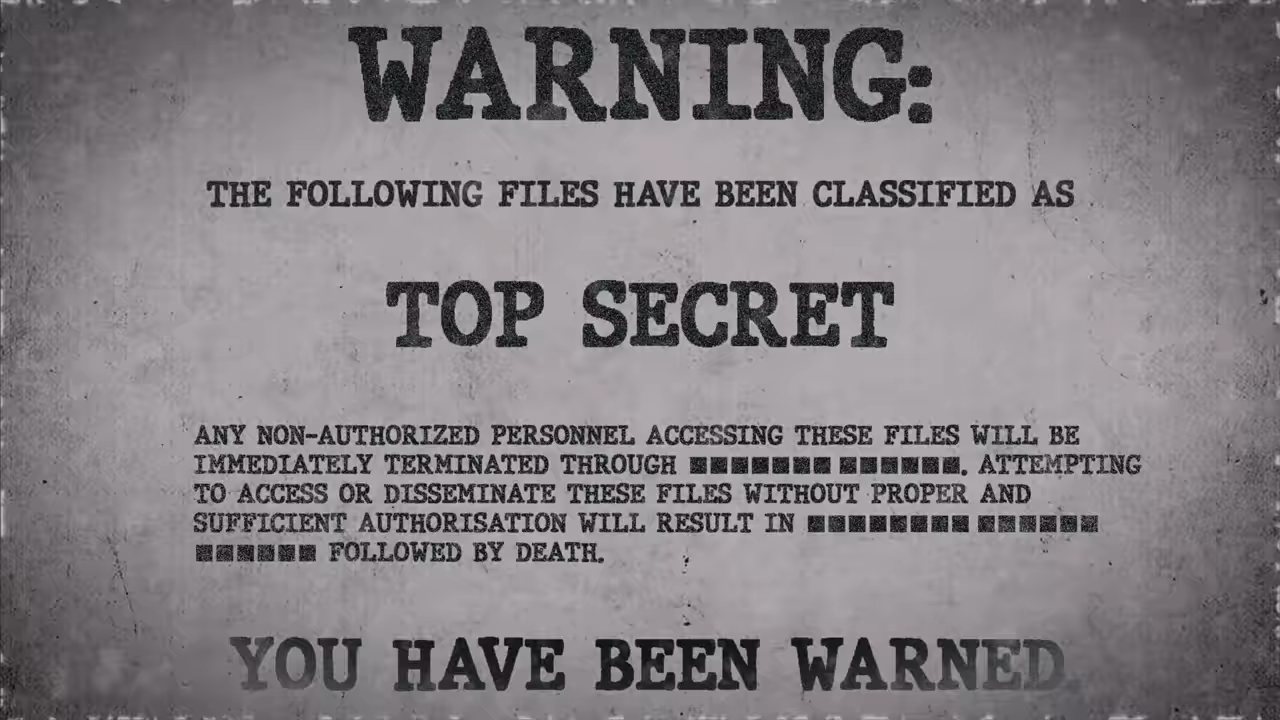 WARNING:
THE FOLLOWING FILES HAVE BEEN CLASSIFIED AS
TOP SECRET
ANY NON-AUTHORIZED PERSONNEL ACCESSING THESE FILES WILL BE
IMMEDIATELY TERMINATED THROUGH ■■■■■■■ ■■■■■■. ATTEMPTING
TO ACCESS OR DISSEMINATE THESE FILES WITHOUT PROPER AND
SUFFICIENT AUTHORISATION WILL RESULT IN ■■■■■■■■ ■■■■■■
■■■■■■ FOLLOWED BY DEATH.
YOU HAVE BEEN WARNED.